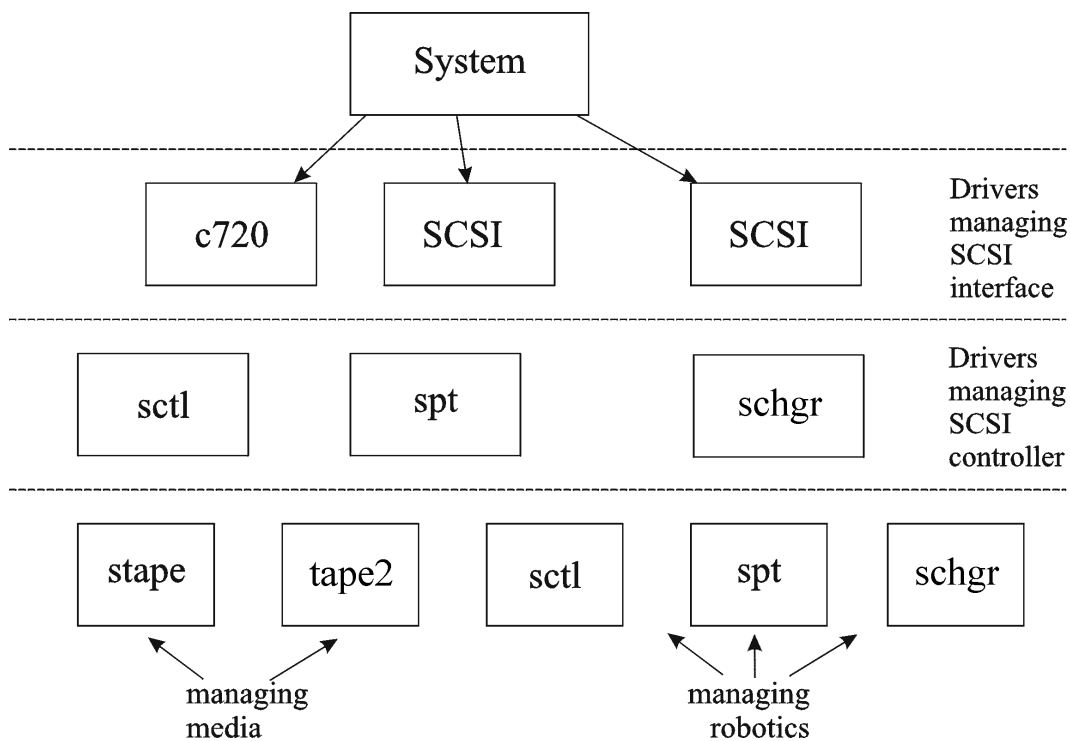 System
c720
SCSI
SCSI
Drivers
managing
SCSI
interface
sctl
spt
schgr
Drivers
managing
SCSI
controller
stape
tape2
sctl
spt
schgr
managing
media
managing
robotics